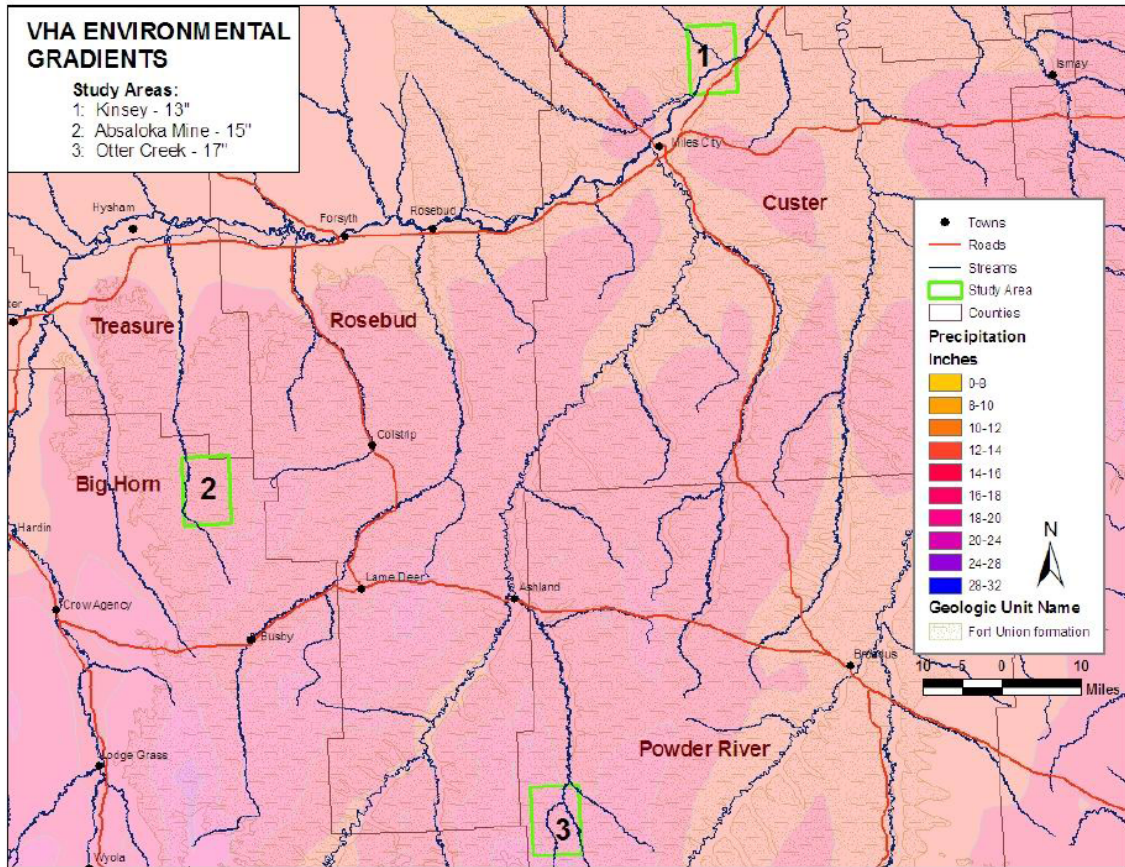 VHA ENVIRONMENTAL
GRADIENTS
Study Areas:
1: Kinsey - 13"
2: Absaloka Mine - 15"
3: Otter Creek - 17"
1
Ismay
Miles City
Custer
Hysham
Forsyth
Rosebud
Treasure
Rosebud
Colstrip
Big Horn
2
Hardin
Lame Deer
Ashland
Crow Agency
Busby
Broadus
Lodge Grass
Powder River
3
Wyola
Towns
Roads
Streams
Study Area
Counties
Precipitation
Inches
0-8
8-10
10-12
12-14
14-16
16-18
18-20
20-24
24-28
28-32
N
Geologic Unit Name
Fort Union formation
10 5 0 10
Miles